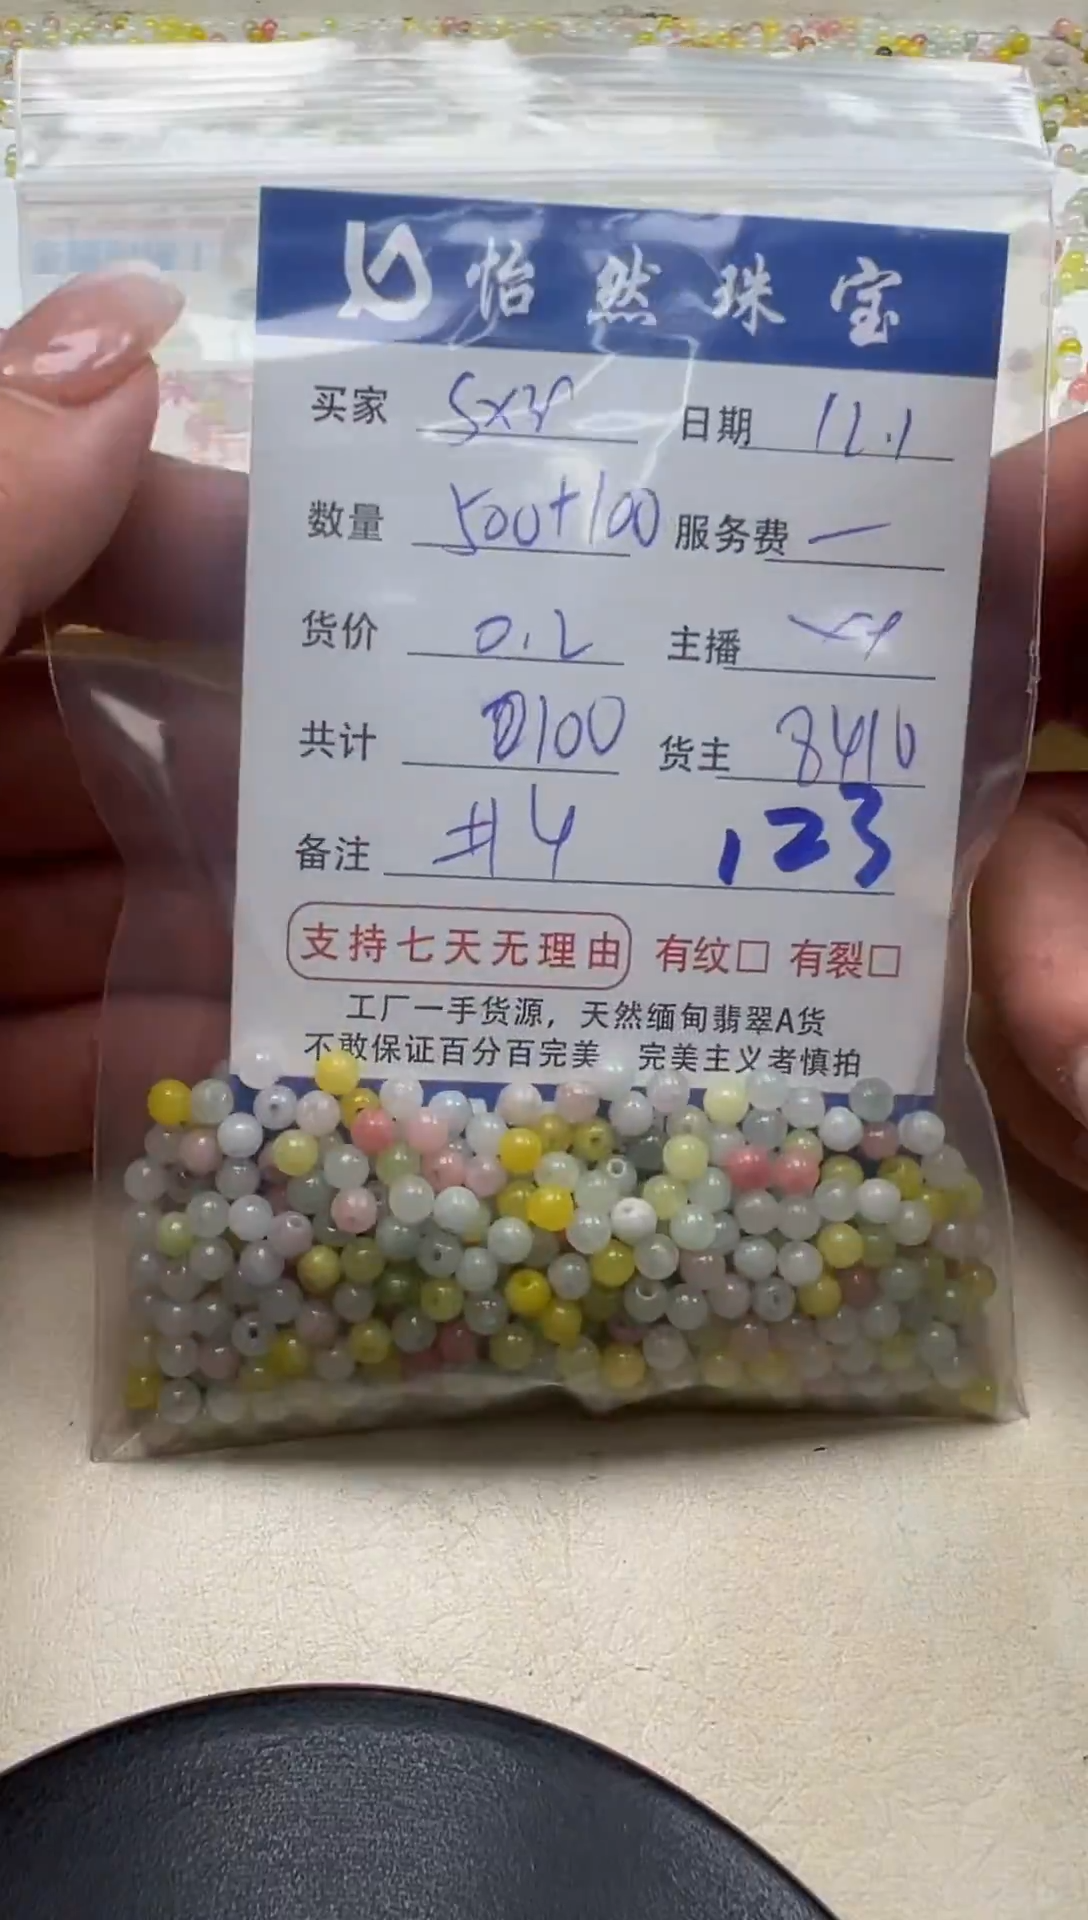 怡然珠宝
买家 日期 12.1
数量 500+100 服务费 一
货价 0.2 主播
共计 100 货主 8410
备注 #4 123
支持七天无理由 有纹□ 有裂□
工厂一手货源，天然缅甸翡翠A货
不敢保证百分百完美 完美主义者慎拍